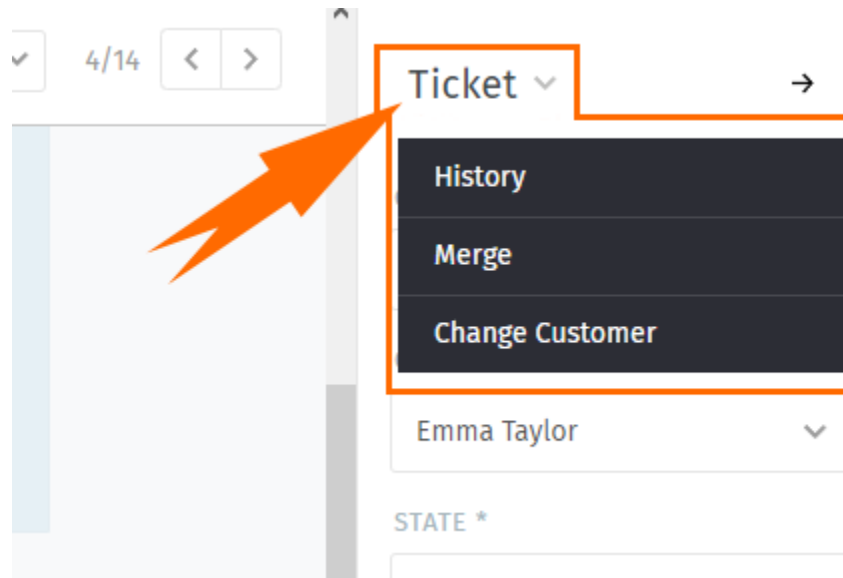 4/14
Ticket
History
Merge
Change Customer
Emma Taylor
STATE *